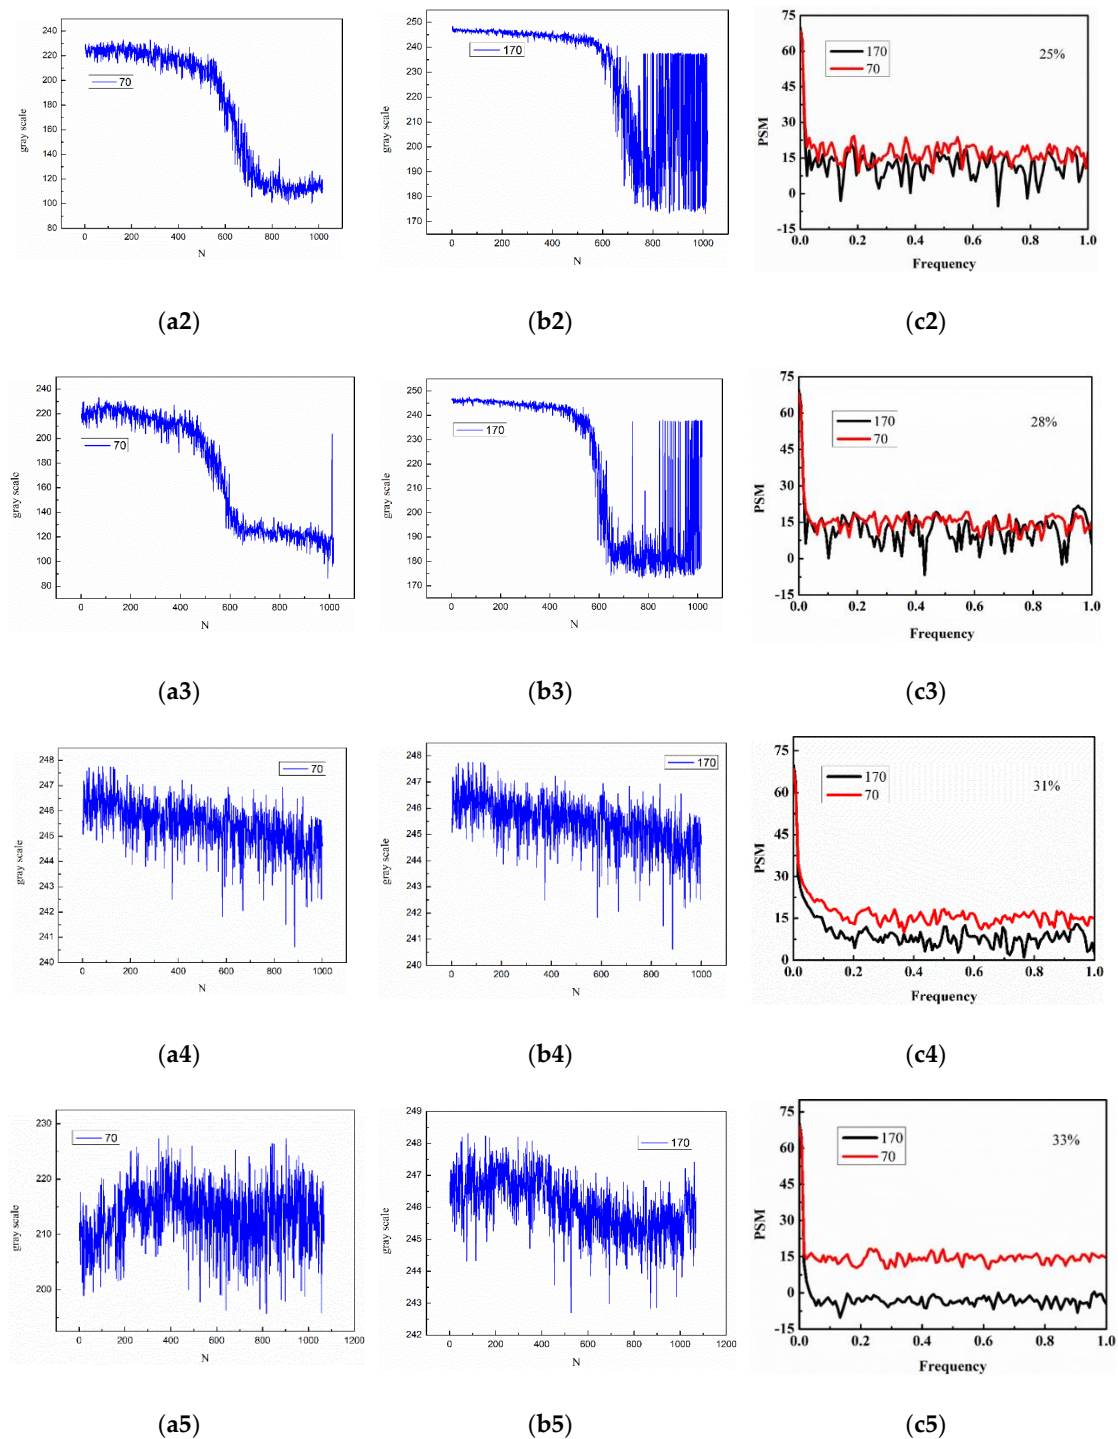 240
220
200
180
160
140
120
100
80
gray scale
70
0 200 400 600 800 1000
N
(a2)
250
240
230
220
210
200
190
180
170
165
gray scale
170
0 200 400 600 800 1000
N
(b2)
75
60
45
30
15
0
-15
PSM
170
70
25%
0.0 0.2 0.4 0.6 0.8 1.0
Frequency
(c2)
240
220
200
180
160
140
120
100
80
gray scale
70
0 200 400 600 800 1000
N
(a3)
250
240
230
220
210
200
190
180
170
165
gray scale
170
0 200 400 600 800 1000
N
(b3)
75
60
45
30
15
0
-15
PSM
170
70
28%
0.0 0.2 0.4 0.6 0.8 1.0
Frequency
(c3)
248
247
246
245
244
243
242
241
240
gray scale
70
0 200 400 600 800 1000
N
(a4)
248
247
246
245
244
243
242
241
240
gray scale
170
0 200 400 600 800 1000
N
(b4)
75
60
45
30
15
0
PSM
170
70
31%
0.0 0.2 0.4 0.6 0.8 1.0
Frequency
(c4)
230
220
210
200
gray scale
70
0 200 400 600 800 1000 1200
N
(a5)
249
248
247
246
245
244
243
242
gray scale
170
0 200 400 600 800 1000 1200
N
(b5)
75
60
45
30
15
0
-15
PSM
170
70
33%
0.0 0.2 0.4 0.6 0.8 1.0
Frequency
(c5)